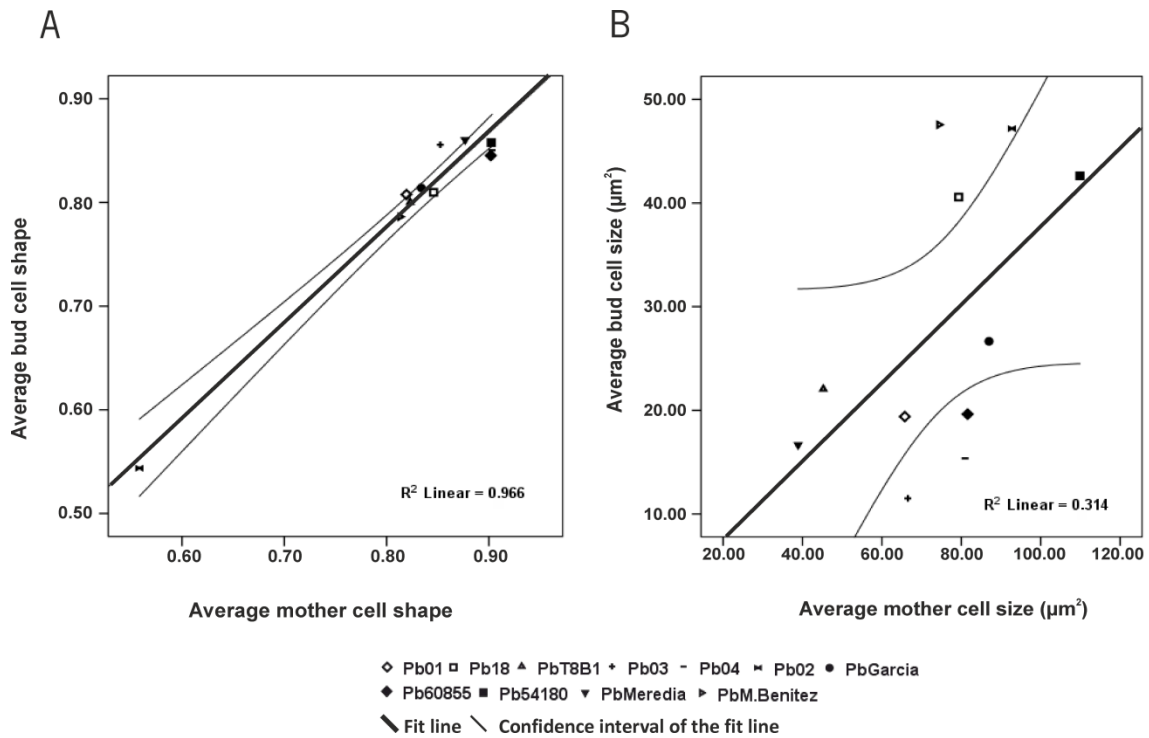 A
Average bud cell shape
0.90
0.80
0.70
0.60
0.50
R² Linear = 0.966
0.60 0.70 0.80 0.90
Average mother cell shape
B
Average bud cell size (µm²)
50.00
40.00
30.00
20.00
10.00
R² Linear = 0.314
20.00 40.00 60.00 80.00 100.00 120.00
Average mother cell size (µm²)
Pb01 Pb18 PbT8B1 Pb03 Pb04 Pb02 PbGarcia
Pb60855 Pb54180 PbMeredia PbM.Benitez
Fit line Confidence interval of the fit line